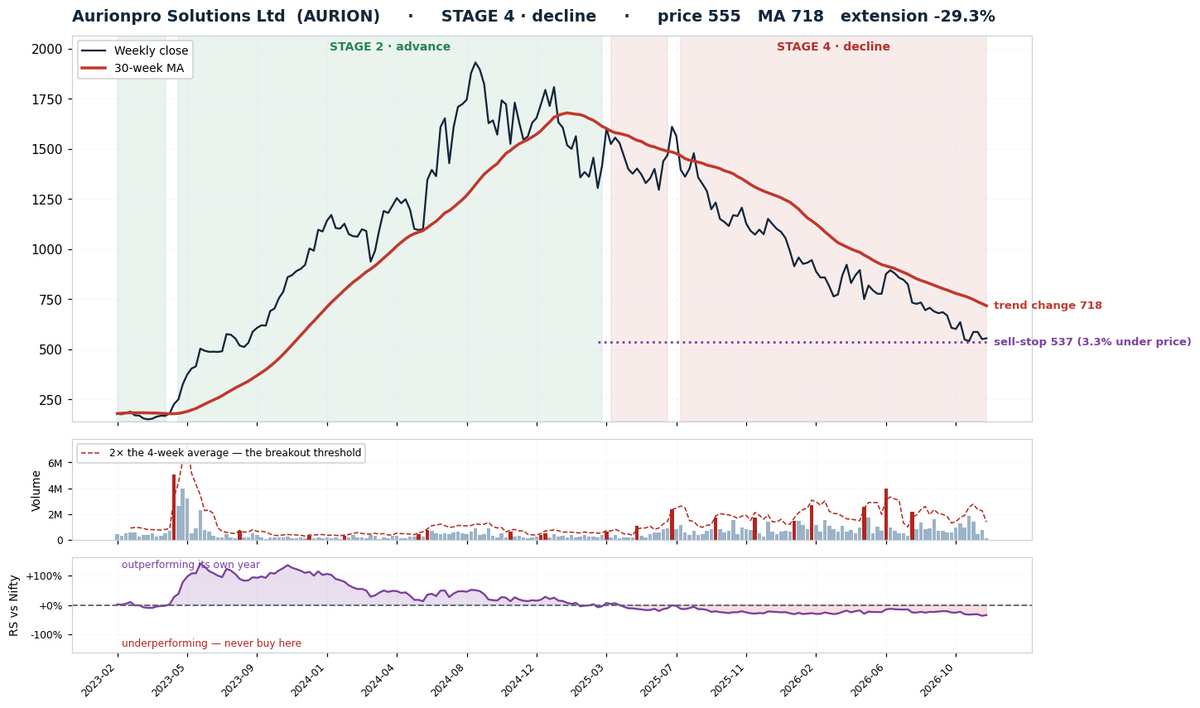 Aurionpro Solutions Ltd (AURION) · STAGE 4 · decline · price 555 MA 718 extension -29.3%
2000
1750
1500
1250
1000
750
500
250
Weekly close
30-week MA
STAGE 2 · advance
STAGE 4 · decline
trend change 718
sell-stop 537 (3.3% under price)
Volume
6M
4M
2M
0
2× the 4-week average — the breakout threshold
RS vs Nifty
+100%
+0%
-100%
outperforming its own year
underperforming — never buy here
2023-02
2023-05
2023-09
2024-01
2024-04
2024-08
2024-12
2025-03
2025-07
2025-11
2026-02
2026-06
2026-10